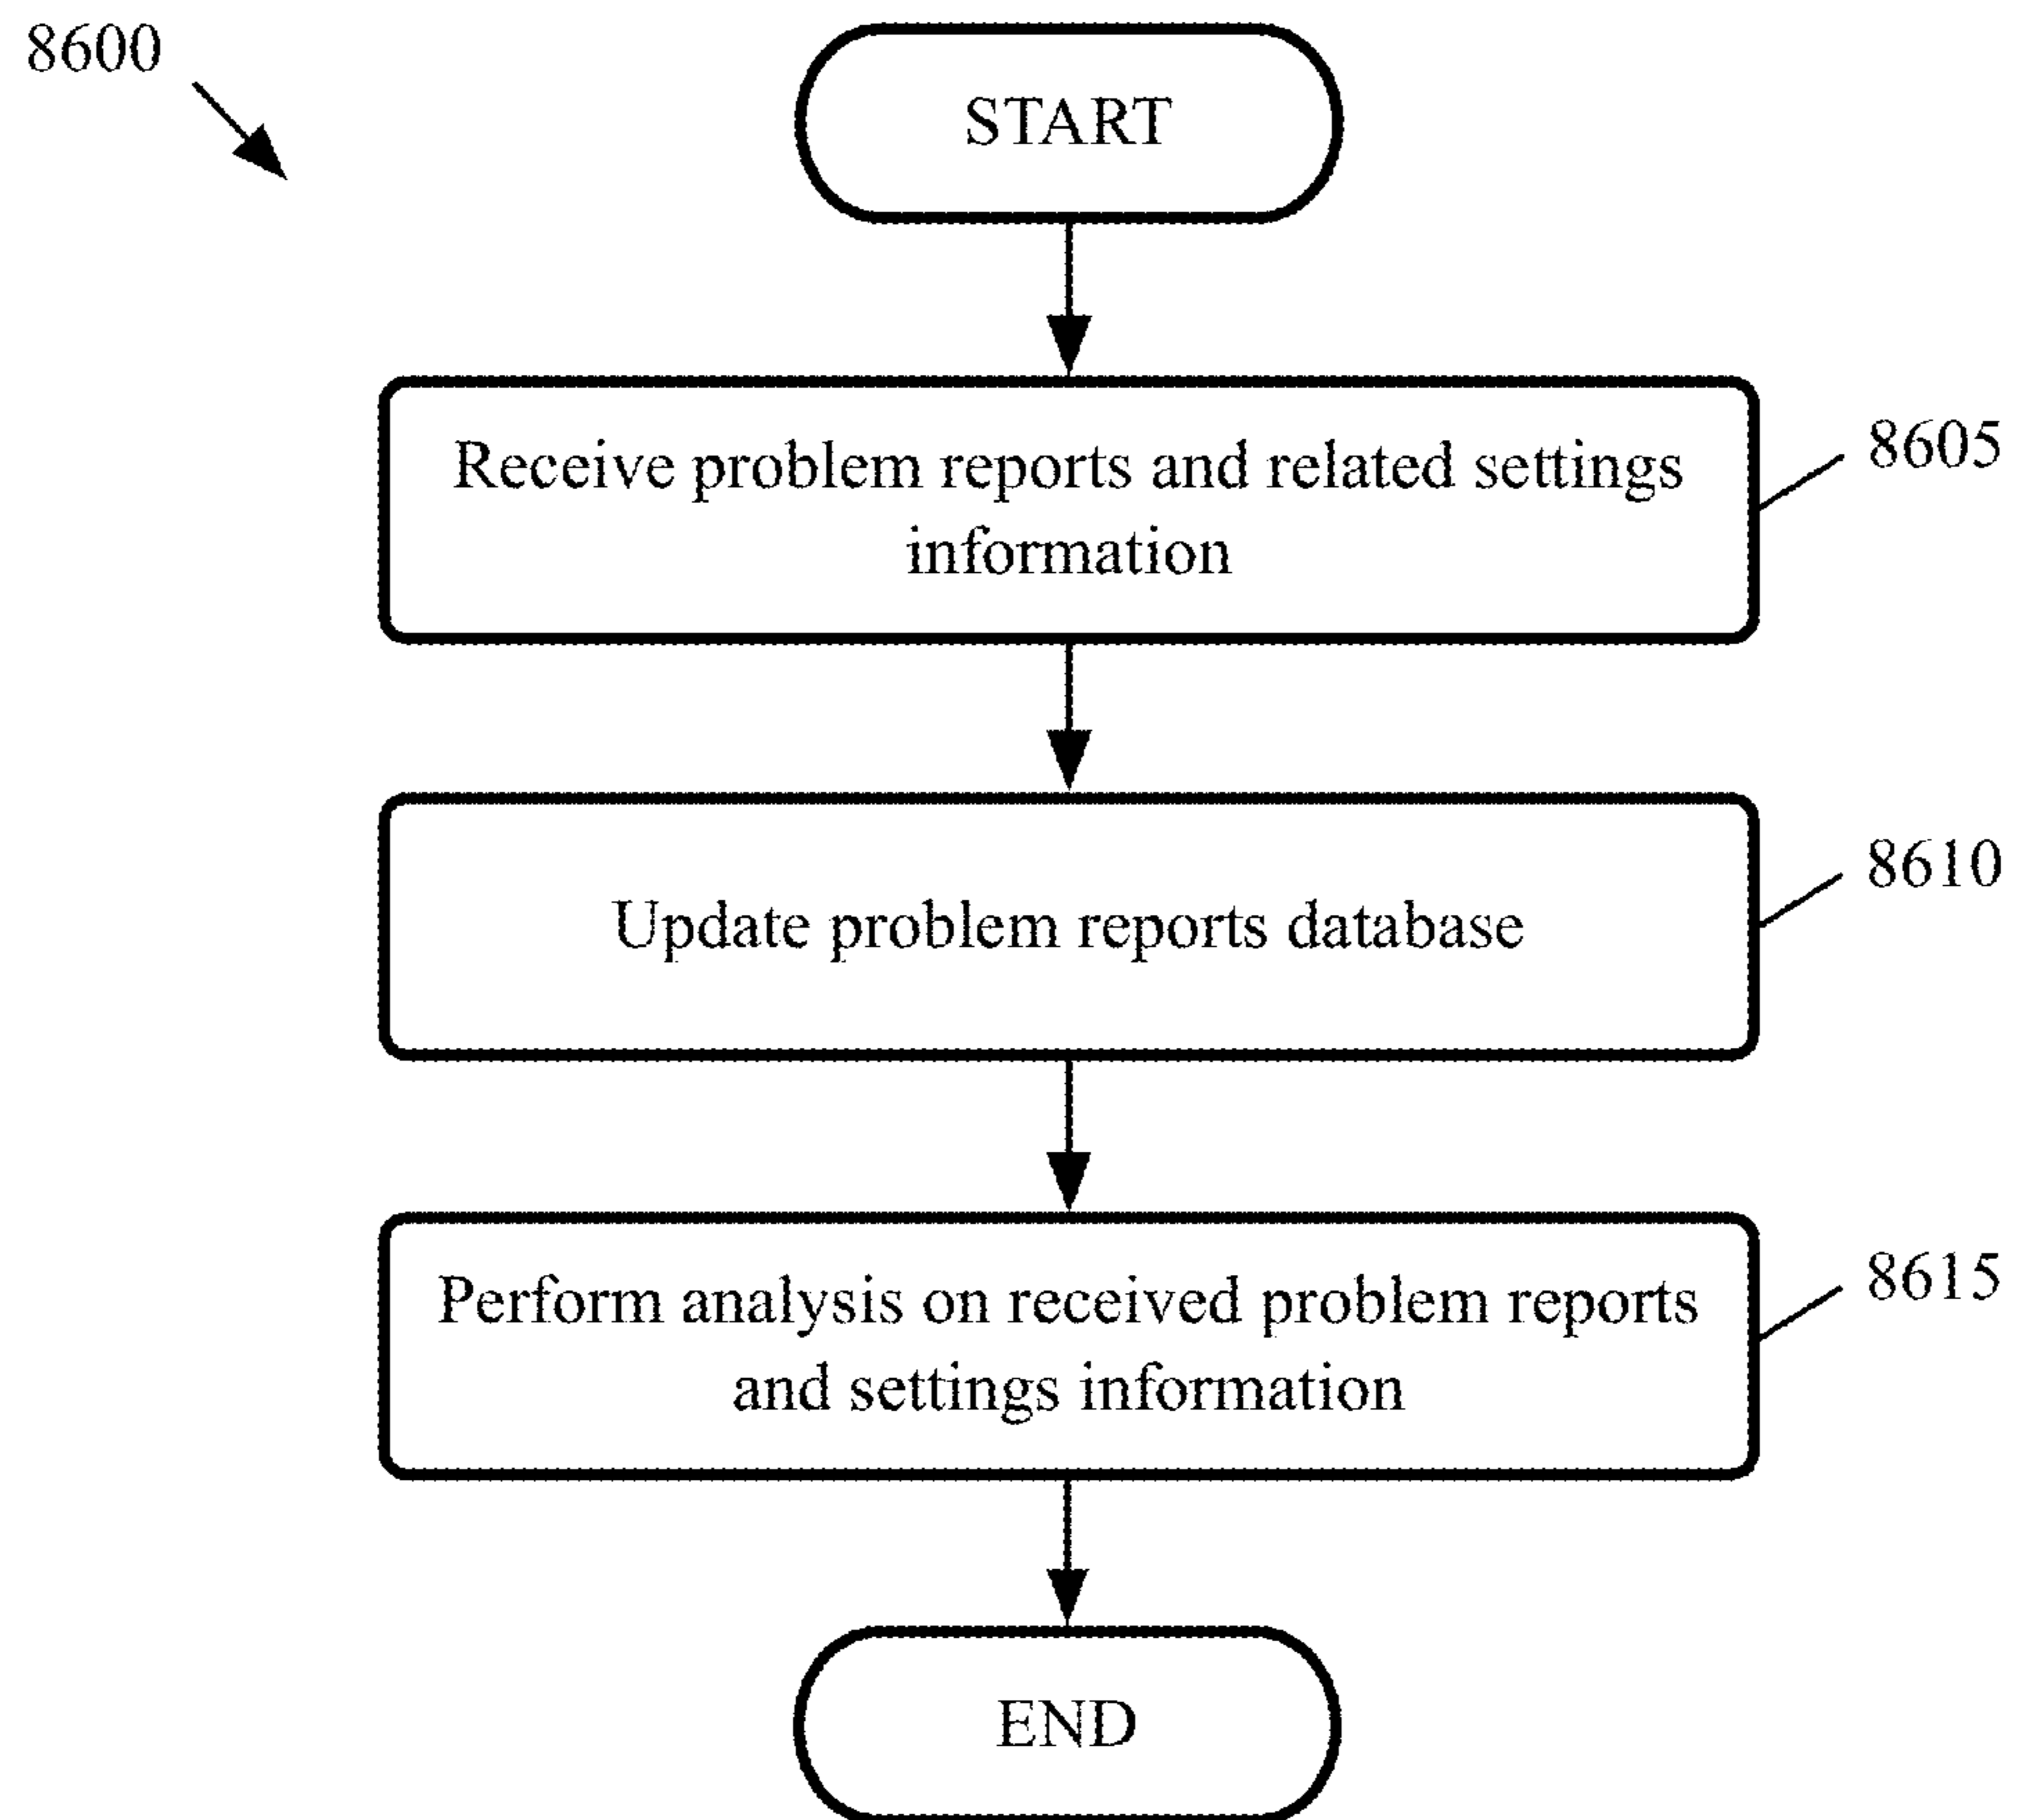 8600
START
Receive problem reports and related settings
information
8605
Update problem reports database
8610
Perform analysis on received problem reports
and settings information
8615
END